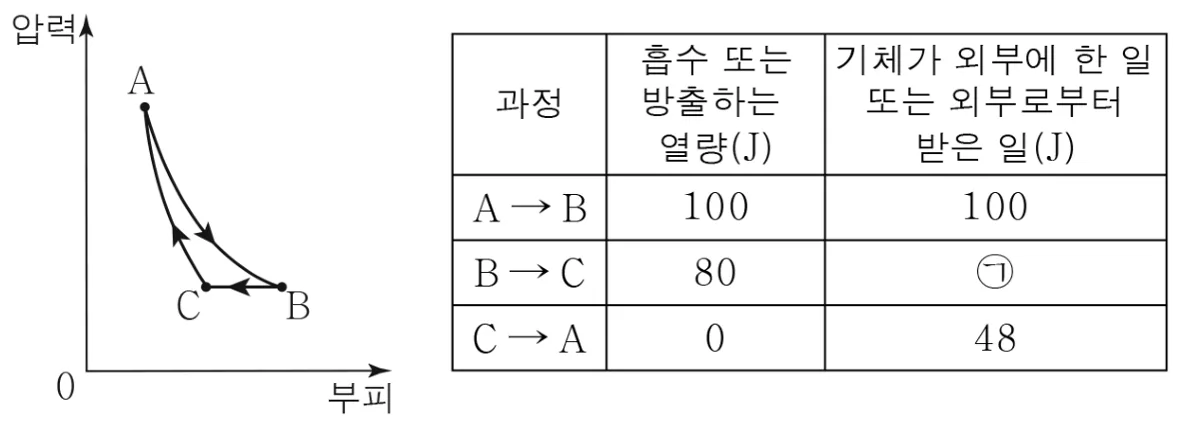 압력
A
C
B
0
부피
과정
흡수 또는
방출하는
열량(J)
기체가 외부에 한 일
또는 외부로부터
받은 일(J)
A → B 100 100
B → C 80 ㉠
C → A 0 48